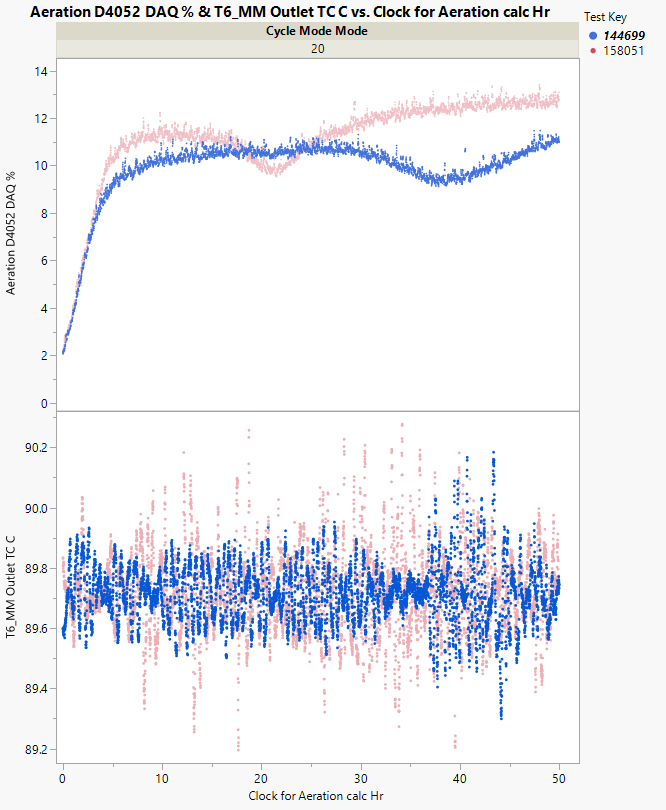 Aeration D4052 DAQ % & T6_MM Outlet TC C vs. Clock for Aeration calc Hr
Test Key
144699
158051
Cycle Mode Mode
20
Aeration D4052 DAQ %
14
12
10
8
6
4
2
0
T6_MM Outlet TC C
90.2
90.0
89.8
89.6
89.4
89.2
0 10 20 30 40 50
Clock for Aeration calc Hr